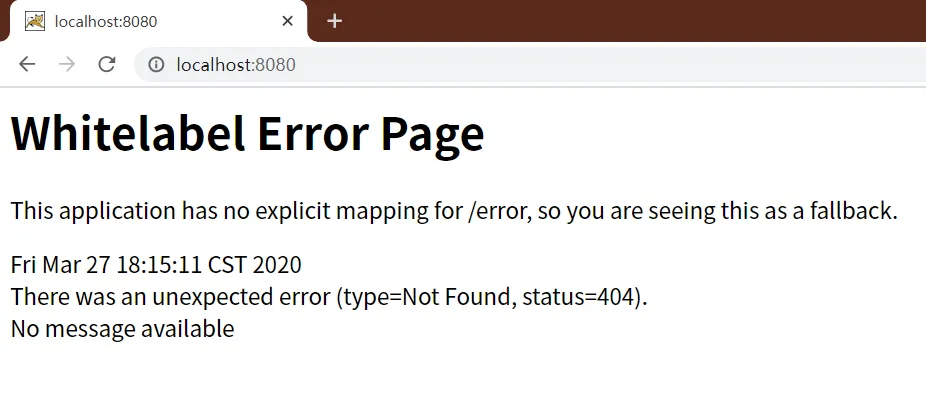 localhost:8080
localhost:8080
Whitelabel Error Page
This application has no explicit mapping for /error, so you are seeing this as a fallback.
Fri Mar 27 18:15:11 CST 2020
There was an unexpected error (type=Not Found, status=404).
No message available